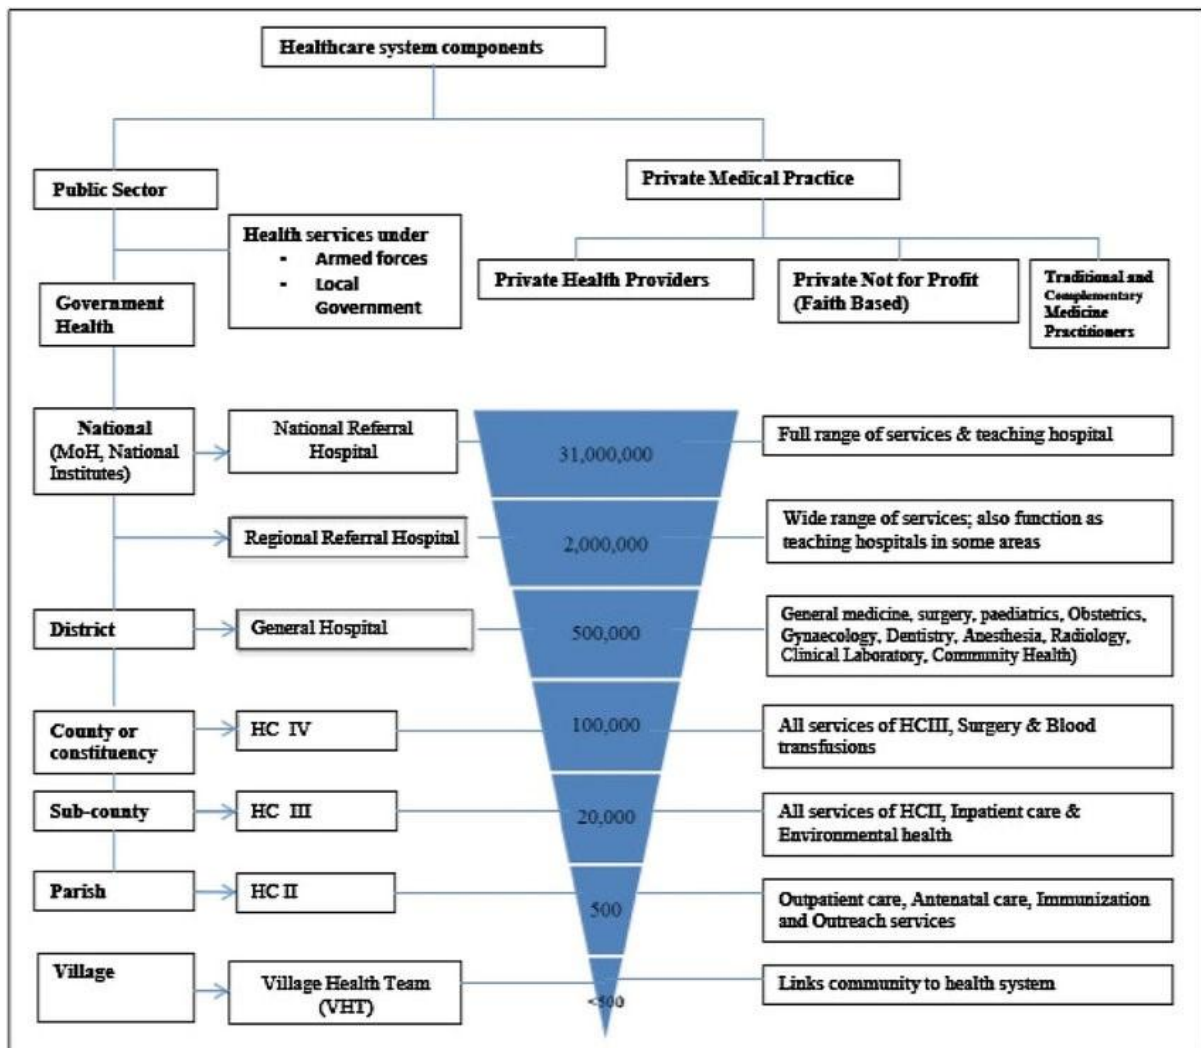 Healthcare system components
Public Sector
Private Medical Practice
Health services under
- Armed forces
- Local
Government
Government
Health
Private Health Providers
Private Not for Profit
(Faith Based)
Traditional and
Complementary
Medicine
Practitioners
National
(MoH, National
Institutes)
National Referral
Hospital
31,000,000
Full range of services & teaching hospital
Regional Referral Hospital
2,000,000
Wide range of services; also function as
teaching hospitals in some areas
District
General Hospital
500,000
General medicine, surgery, paediatrics, Obstetrics,
Gynaecology, Dentistry, Anesthesia, Radiology,
Clinical Laboratory, Community Health)
County or
constituency
HC IV
100,000
All services of HCIII, Surgery & Blood
transfusions
Sub-county
HC III
20,000
All services of HCII, Inpatient care &
Environmental health
Parish
HC II
500
Outpatient care, Antenatal care, Immunization
and Outreach services
Village
Village Health Team
(VHT)
<500
Links community to health system